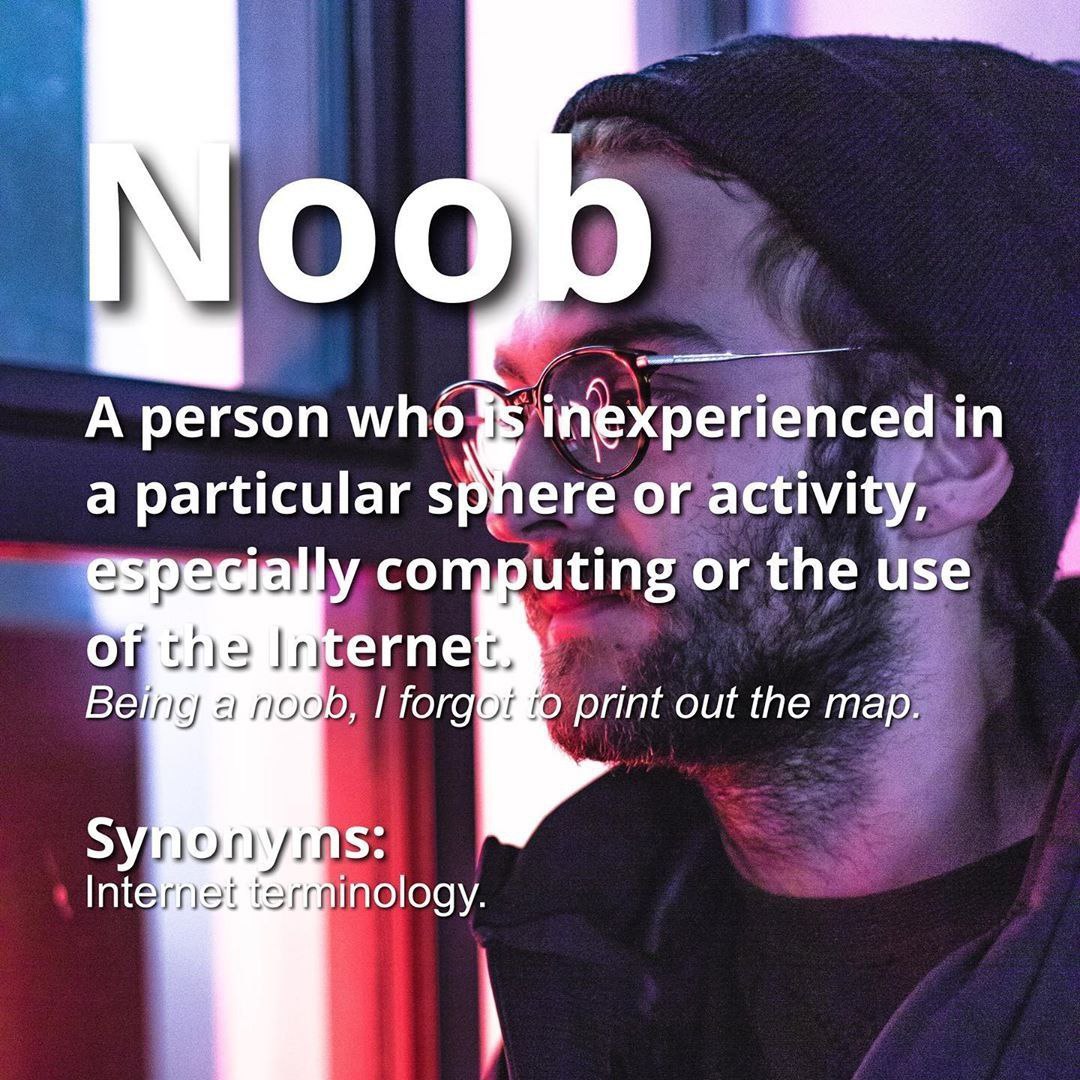 Noob
A person who is inexperienced in
a particular sphere or activity,
especially computing or the use
of the Internet.
Being a noob, I forgot to print out the map.
Synonyms:
Internet terminology.